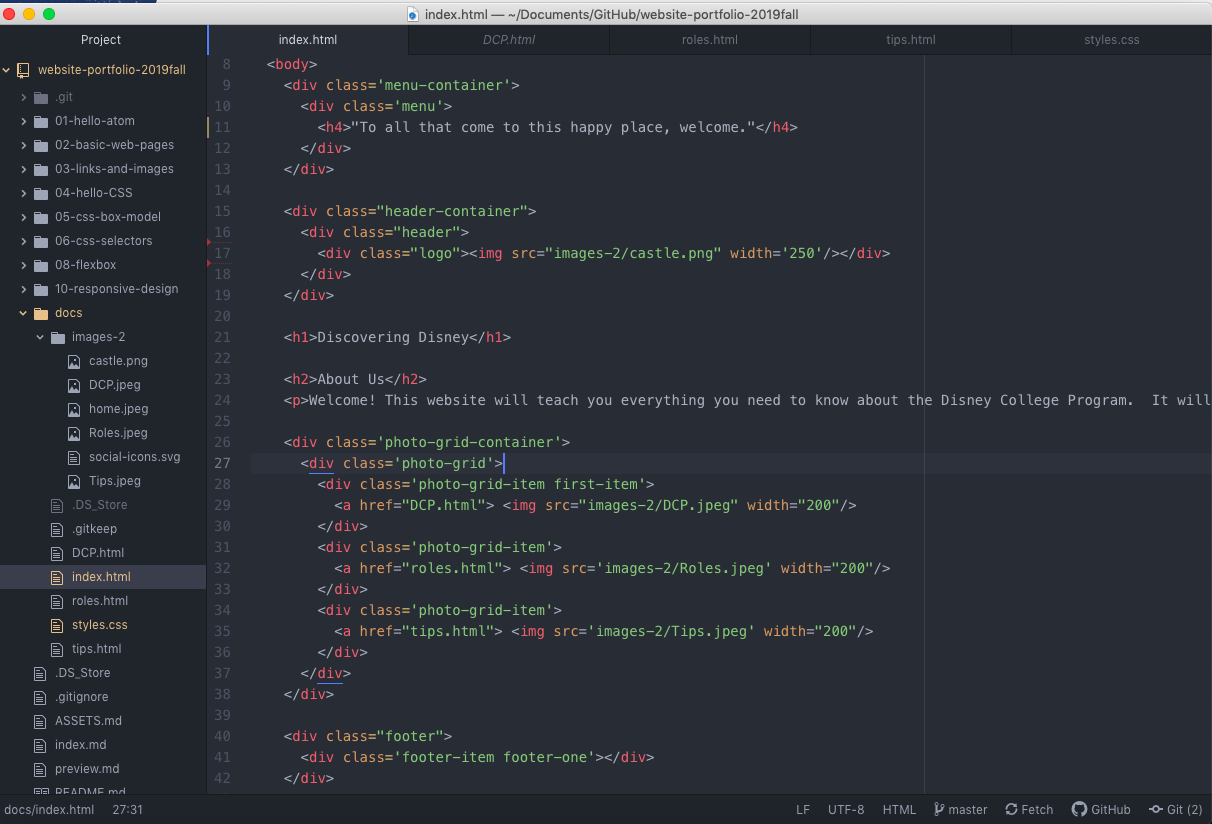 index.html — ~/Documents/GitHub/website-portfolio-2019fall
Project
index.html
DCP.html
roles.html
tips.html
styles.css
website-portfolio-2019fall
.git
01-hello-atom
02-basic-web-pages
03-links-and-images
04-hello-CSS
05-css-box-model
06-css-selectors
08-flexbox
10-responsive-design
docs
images-2
castle.png
DCP.jpeg
home.jpeg
Roles.jpeg
social-icons.svg
Tips.jpeg
.DS_Store
.gitkeep
DCP.html
index.html
roles.html
styles.css
tips.html
.DS_Store
.gitignore
ASSETS.md
index.md
preview.md
README.md
8 <body>
9 <div class='menu-container'>
10 <div class='menu'>
11 <h4>"To all that come to this happy place, welcome."</h4>
12 </div>
13 </div>
14
15 <div class="header-container">
16 <div class="header">
17 <div class="logo"><img src="images-2/castle.png" width='250'/></div>
18 </div>
19 </div>
20
21 <h1>Discovering Disney</h1>
22
23 <h2>About Us</h2>
24 <p>Welcome! This website will teach you everything you need to know about the Disney College Program.  It will
25
26 <div class='photo-grid-container'>
27 <div class='photo-grid'>
28 <div class='photo-grid-item first-item'>
29 <a href="DCP.html"> <img src="images-2/DCP.jpeg" width="200"/>
30 </div>
31 <div class='photo-grid-item'>
32 <a href="roles.html"> <img src='images-2/Roles.jpeg' width="200"/>
33 </div>
34 <div class='photo-grid-item'>
35 <a href="tips.html"> <img src='images-2/Tips.jpeg' width="200"/>
36 </div>
37 </div>
38 </div>
39
40 <div class="footer">
41 <div class='footer-item footer-one'></div>
42 </div>
docs/index.html 27:31 LF UTF-8 HTML master Fetch GitHub Git (2)